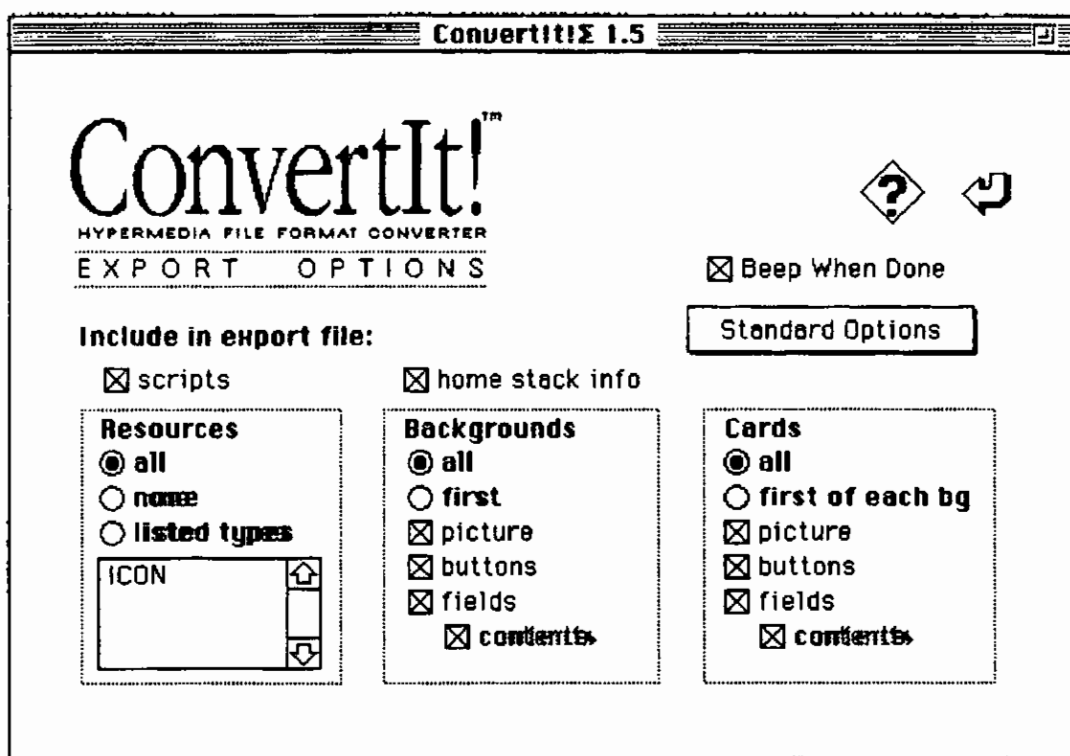 ConvertIt!Σ 1.5
ConvertIt!™
HYPERMEDIA FILE FORMAT CONVERTER
EXPORT OPTIONS
?
Beep When Done
Standard Options
Include in export file:
scripts
home stack info
Resources
all
none
listed types
ICON
Backgrounds
all
first
picture
buttons
fields
contents
Cards
all
first of each bg
picture
buttons
fields
contents